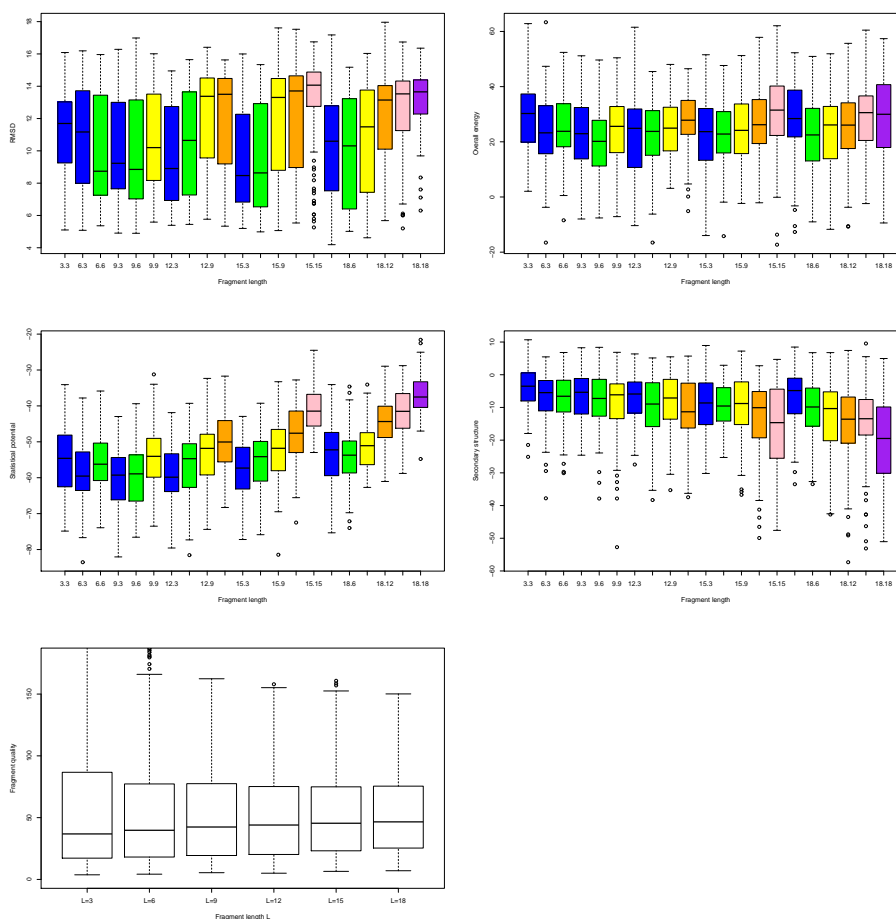 RMSD
4 6 8 10 12 14 16 18
3.3 6.3 6.6 9.3 9.6 9.9 12.3 12.9 15.3 15.9 15.15 18.6 18.12 18.18
Fragment length
Overall energy
−20 0 20 40 60
3.3 6.3 6.6 9.3 9.6 9.9 12.3 12.9 15.3 15.9 15.15 18.6 18.12 18.18
Fragment length
Statistical potential
−80 −70 −60 −50 −40 −30 −20
3.3 6.3 6.6 9.3 9.6 9.9 12.3 12.9 15.3 15.9 15.15 18.6 18.12 18.18
Fragment length
Secondary structure
−60 −50 −40 −30 −20 −10 0 10
3.3 6.3 6.6 9.3 9.6 9.9 12.3 12.9 15.3 15.9 15.15 18.6 18.12 18.18
Fragment length
Fragment quality
0 50 100 150
L=3 L=6 L=9 L=12 L=15 L=18
Fragment length L